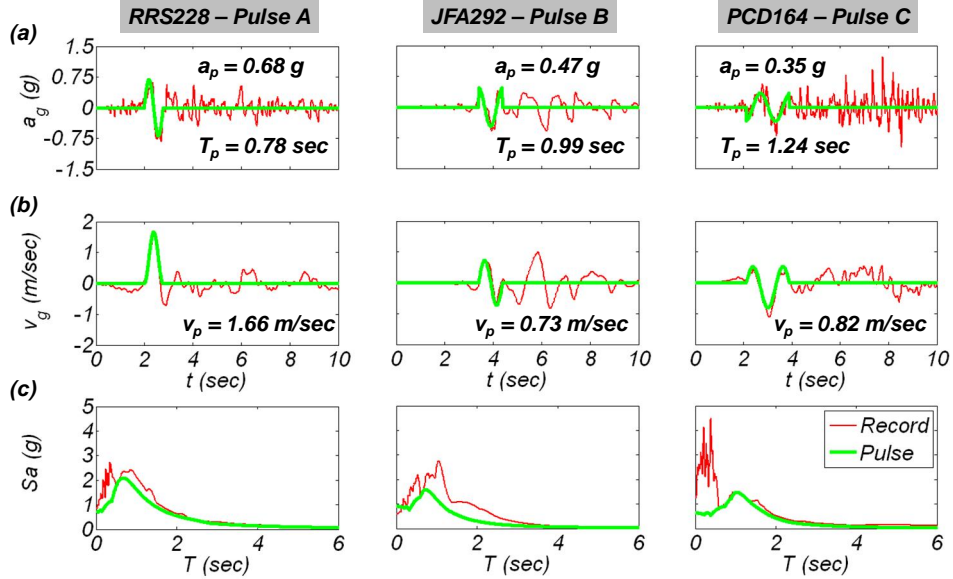 RRS228 – Pulse A
JFA292 – Pulse B
PCD164 – Pulse C
(a)
1.5
0.75
0
-0.75
-1.5
a_g (g)
a_p = 0.68 g
T_p = 0.78 sec
a_p = 0.47 g
T_p = 0.99 sec
a_p = 0.35 g
T_p = 1.24 sec
(b)
2
1
0
-1
-2
v_g (m/sec)
v_p = 1.66 m/sec
v_p = 0.73 m/sec
v_p = 0.82 m/sec
0 2 4 6 8 10
0 2 4 6 8 10
0 2 4 6 8 10
t (sec)
t (sec)
t (sec)
(c)
5
4
3
2
1
0
Sa (g)
Record
Pulse
0 2 4 6
0 2 4 6
0 2 4 6
T (sec)
T (sec)
T (sec)